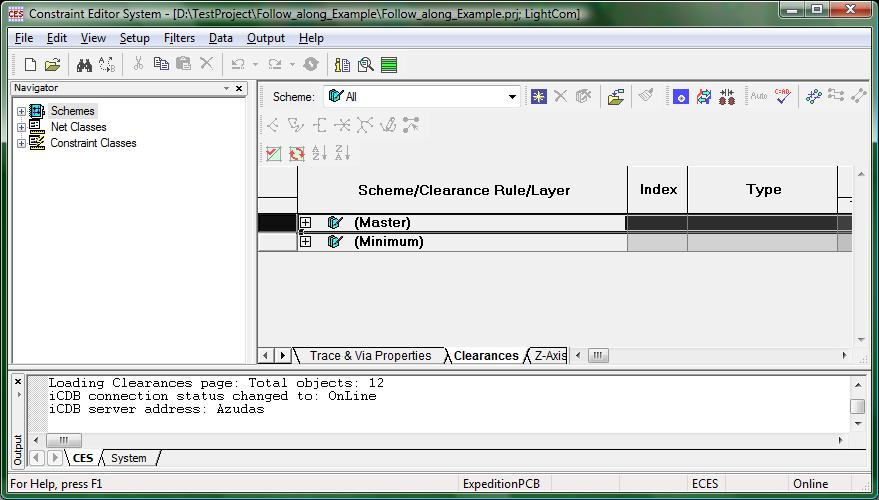 CES Constraint Editor System - [D:\TestProject\Follow_along_Example\Follow_along_Example.prj; LightCom]
File Edit View Setup Filters Data Output Help
Navigator
Schemes
Net Classes
Constraint Classes
Scheme: All
Auto
Scheme/Clearance Rule/Layer Index Type
(Master)
(Minimum)
Trace & Via Properties Clearances Z-Axis
Loading Clearances page: Total objects: 12
iCDB connection status changed to: OnLine
iCDB server address: Azudas
Output
CES System
For Help, press F1 ExpeditionPCB ECES Online